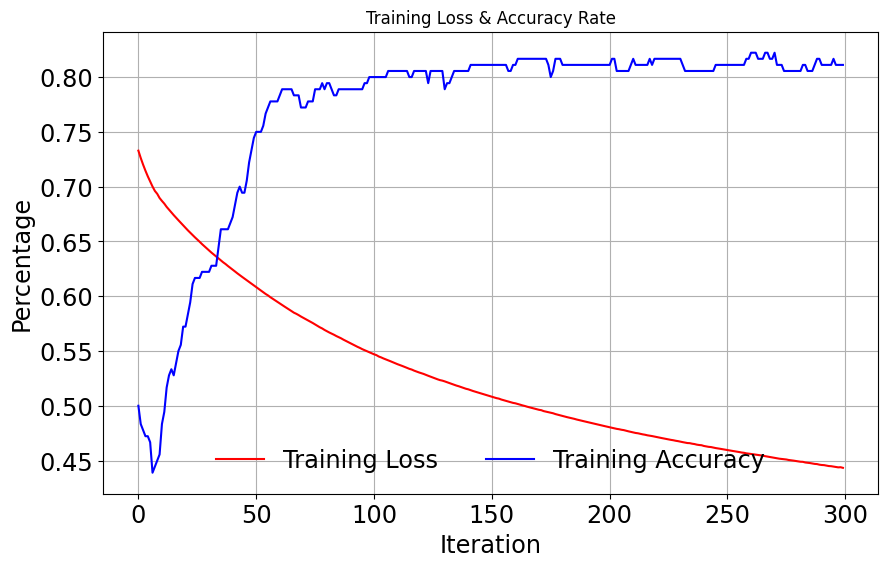 Training Loss & Accuracy Rate
Percentage
0.80
0.75
0.70
0.65
0.60
0.55
0.50
0.45
Training Loss
Training Accuracy
0 50 100 150 200 250 300
Iteration